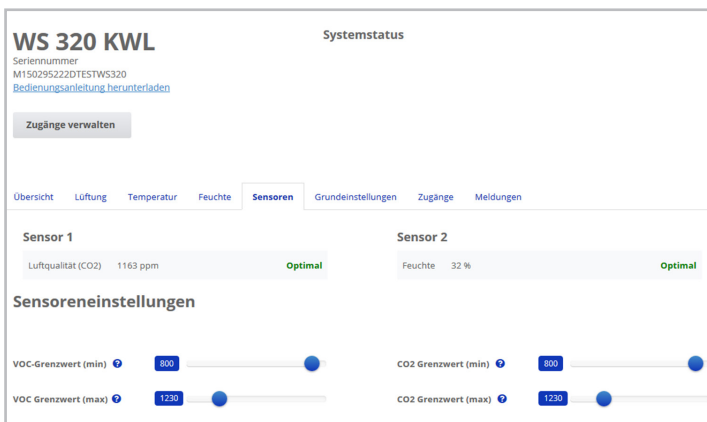 WS 320 KWL
Systemstatus
Seriennummer
M150295222DTESTWS320
Bedienungsanleitung herunterladen
Zugänge verwalten
Übersicht Lüftung Temperatur Feuchte Sensoren Grundeinstellungen Zugänge Meldungen
Sensor 1 Sensor 2
Luftqualität (CO2) 1163 ppm Optimal Feuchte 32 % Optimal
Sensoreneinstellungen
VOC-Grenzwert (min) ? 800 CO2 Grenzwert (min) ? 800
VOC Grenzwert (max) ? 1230 CO2 Grenzwert (max) ? 1230